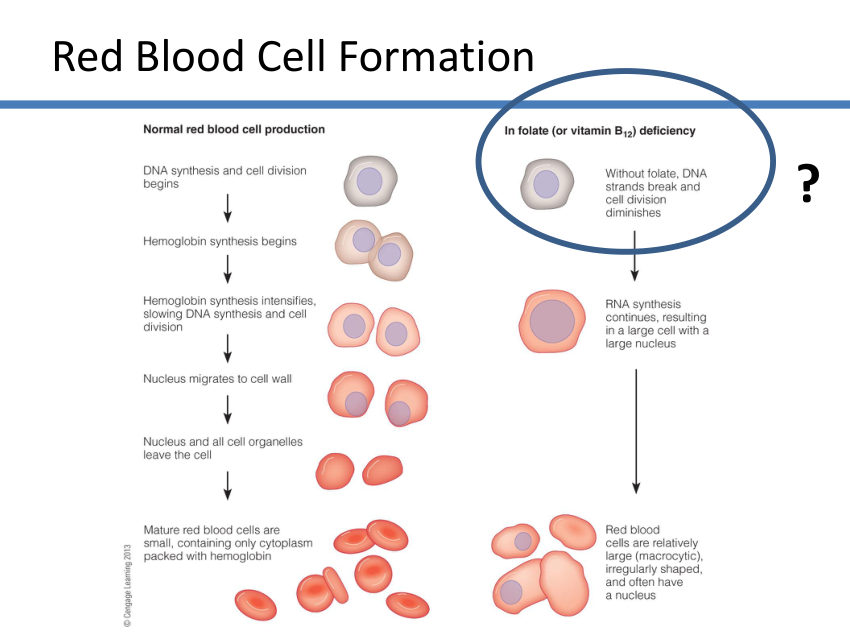 Red Blood Cell Formation
Normal red blood cell production
DNA synthesis and cell division
begins
Hemoglobin synthesis begins
Hemoglobin synthesis intensifies,
slowing DNA synthesis and cell
division
Nucleus migrates to cell wall
Nucleus and all cell organelles
leave the cell
Mature red blood cells are
small, containing only cytoplasm
packed with hemoglobin
© Cengage Learning 2013
In folate (or vitamin B12) deficiency
Without folate, DNA
strands break and
cell division
diminishes
?
RNA synthesis
continues, resulting
in a large cell with a
large nucleus
Red blood
cells are relatively
large (macrocytic),
irregularly shaped,
and often have
a nucleus